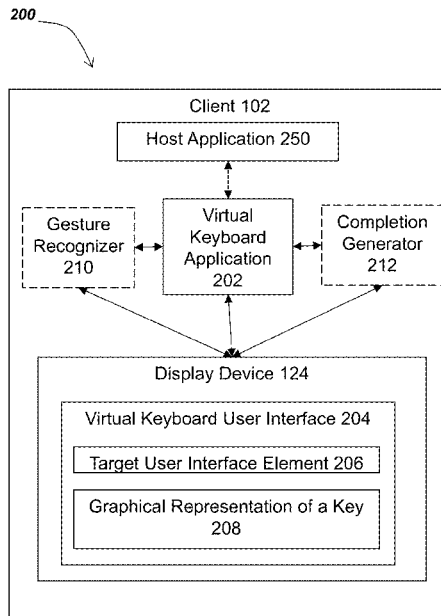 200
Client 102
Host Application 250
Gesture
Recognizer
210
Virtual
Keyboard
Application
202
Completion
Generator
212
Display Device 124
Virtual Keyboard User Interface 204
Target User Interface Element 206
Graphical Representation of a Key
208